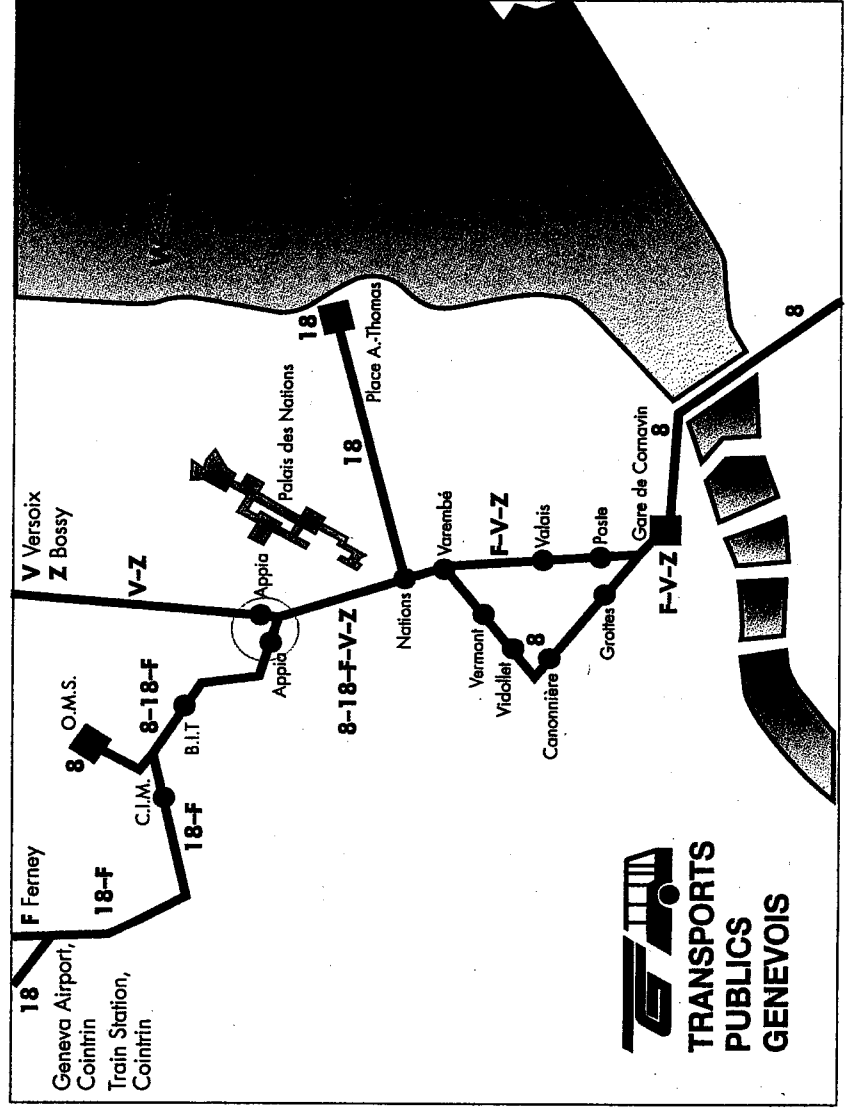 18
F Ferney
V Versoix
Z Bossy
Geneva Airport,
Cointrin
Train Station,
Cointrin
O.M.S.
8
18–F
V–Z
C.I.M.
8–18–F
B.I.T
18–F
Appia
Appia
Palais des Nations
18
8–18–F–V–Z
18
Place A.-Thomas
Nations
Varembé
Vermont
F–V–Z
Vidollet
8
Valais
Canonnière
Poste
Grottes
Gare de Cornavin
8
F–V–Z
8
TRANSPORTS
PUBLICS
GENEVOIS